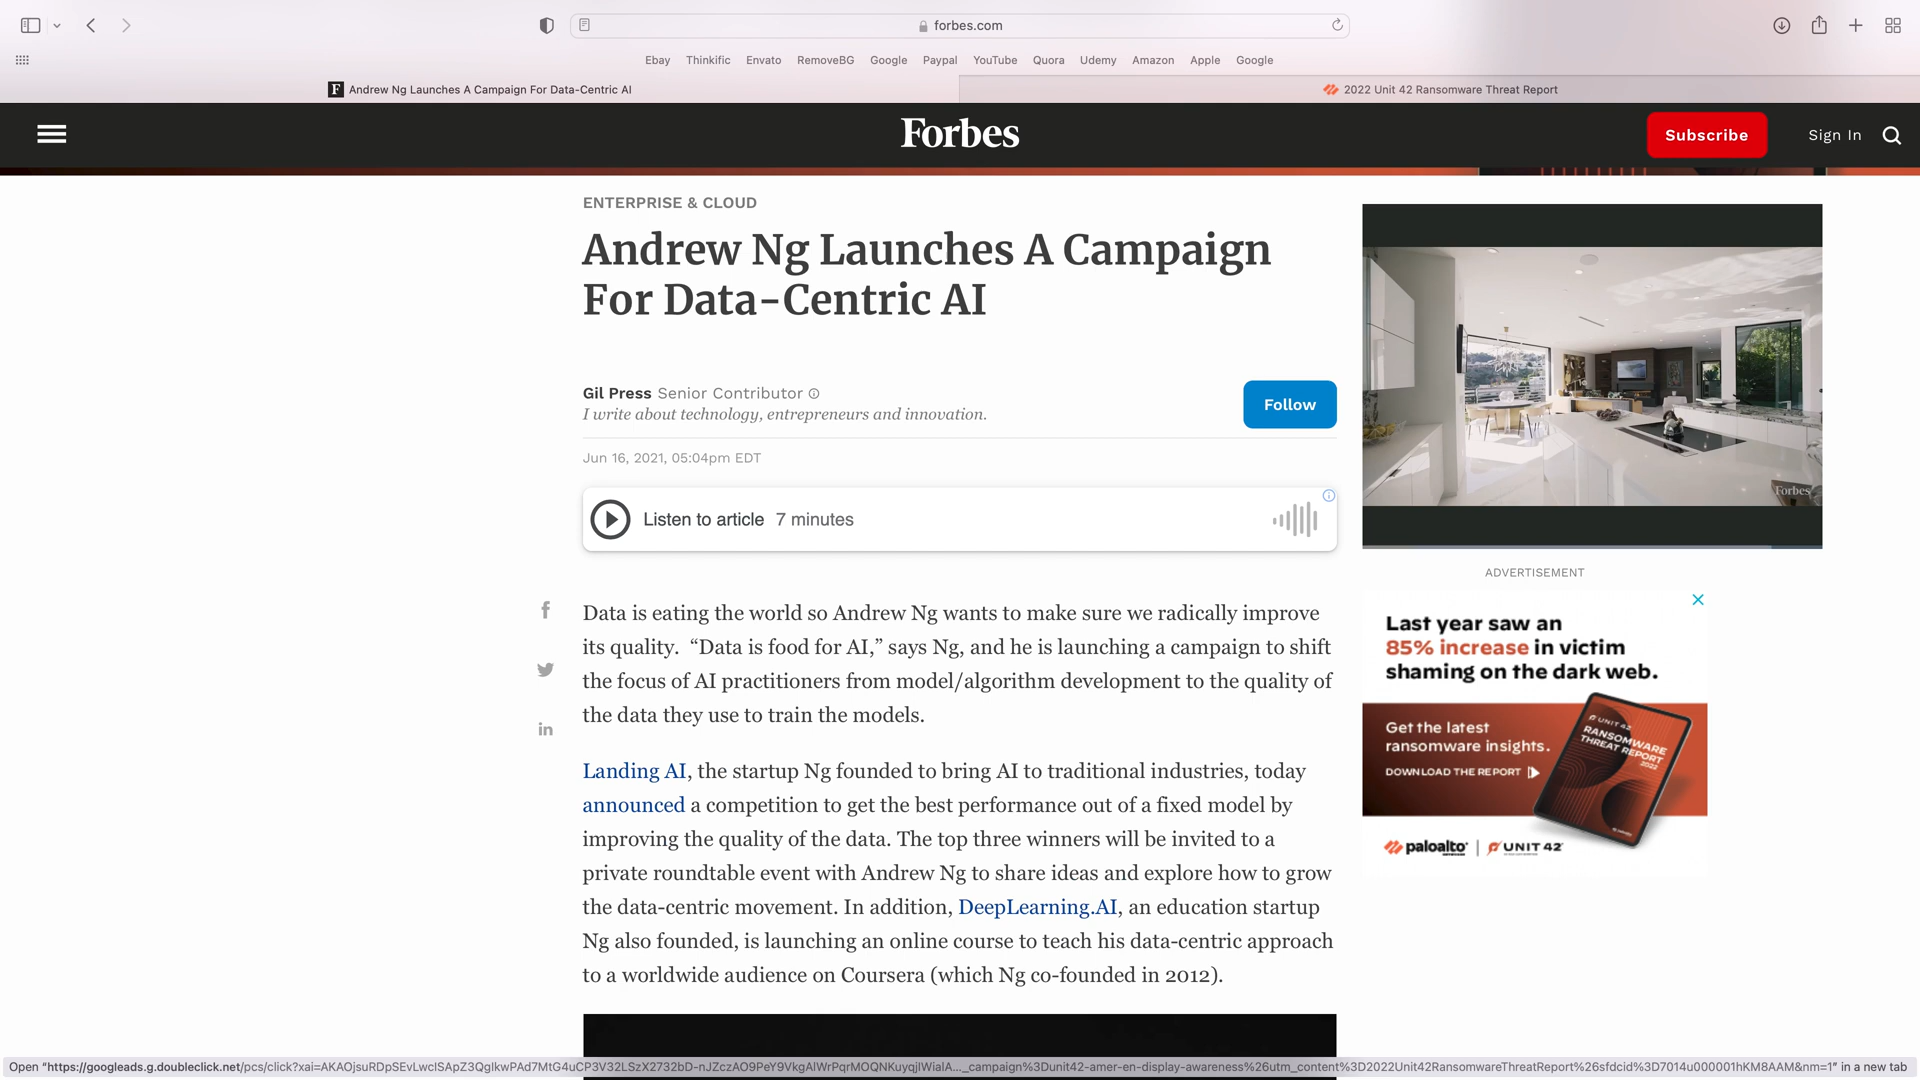 forbes.com
Ebay Thinkific Envato RemoveBG Google Paypal YouTube Quora Udemy Amazon Apple Google
F Andrew Ng Launches A Campaign For Data-Centric AI
2022 Unit 42 Ransomware Threat Report
Forbes
Subscribe
Sign In
ENTERPRISE & CLOUD
Andrew Ng Launches A Campaign
For Data-Centric AI
Gil Press Senior Contributor
I write about technology, entrepreneurs and innovation.
Follow
Jun 16, 2021, 05:04pm EDT
Listen to article 7 minutes
Data is eating the world so Andrew Ng wants to make sure we radically improve
its quality. “Data is food for AI,” says Ng, and he is launching a campaign to shift
the focus of AI practitioners from model/algorithm development to the quality of
the data they use to train the models.
Landing AI, the startup Ng founded to bring AI to traditional industries, today
announced a competition to get the best performance out of a fixed model by
improving the quality of the data. The top three winners will be invited to a
private roundtable event with Andrew Ng to share ideas and explore how to grow
the data-centric movement. In addition, DeepLearning.AI, an education startup
Ng also founded, is launching an online course to teach his data-centric approach
to a worldwide audience on Coursera (which Ng co-founded in 2012).
Forbes
ADVERTISEMENT
Last year saw an
85% increase in victim
shaming on the dark web.
Get the latest
ransomware insights.
DOWNLOAD THE REPORT
UNIT 42
RANSOMWARE
THREAT REPORT
2022
paloalto | UNIT 42